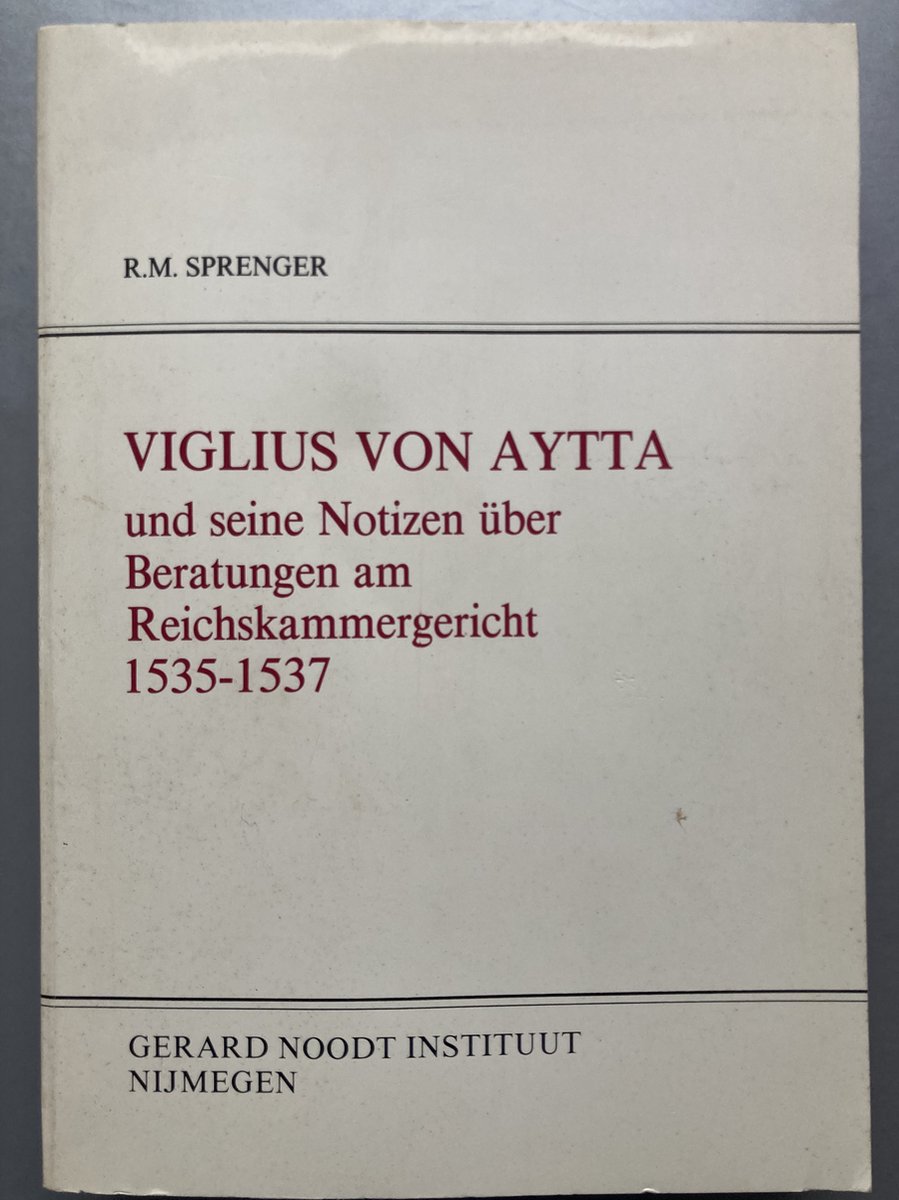 R.M. SPRENGER
VIGLIUS VON AYTTA
und seine Notizen über
Beratungen am
Reichskammergericht
1535-1537
GERARD NOODT INSTITUUT
NIJMEGEN